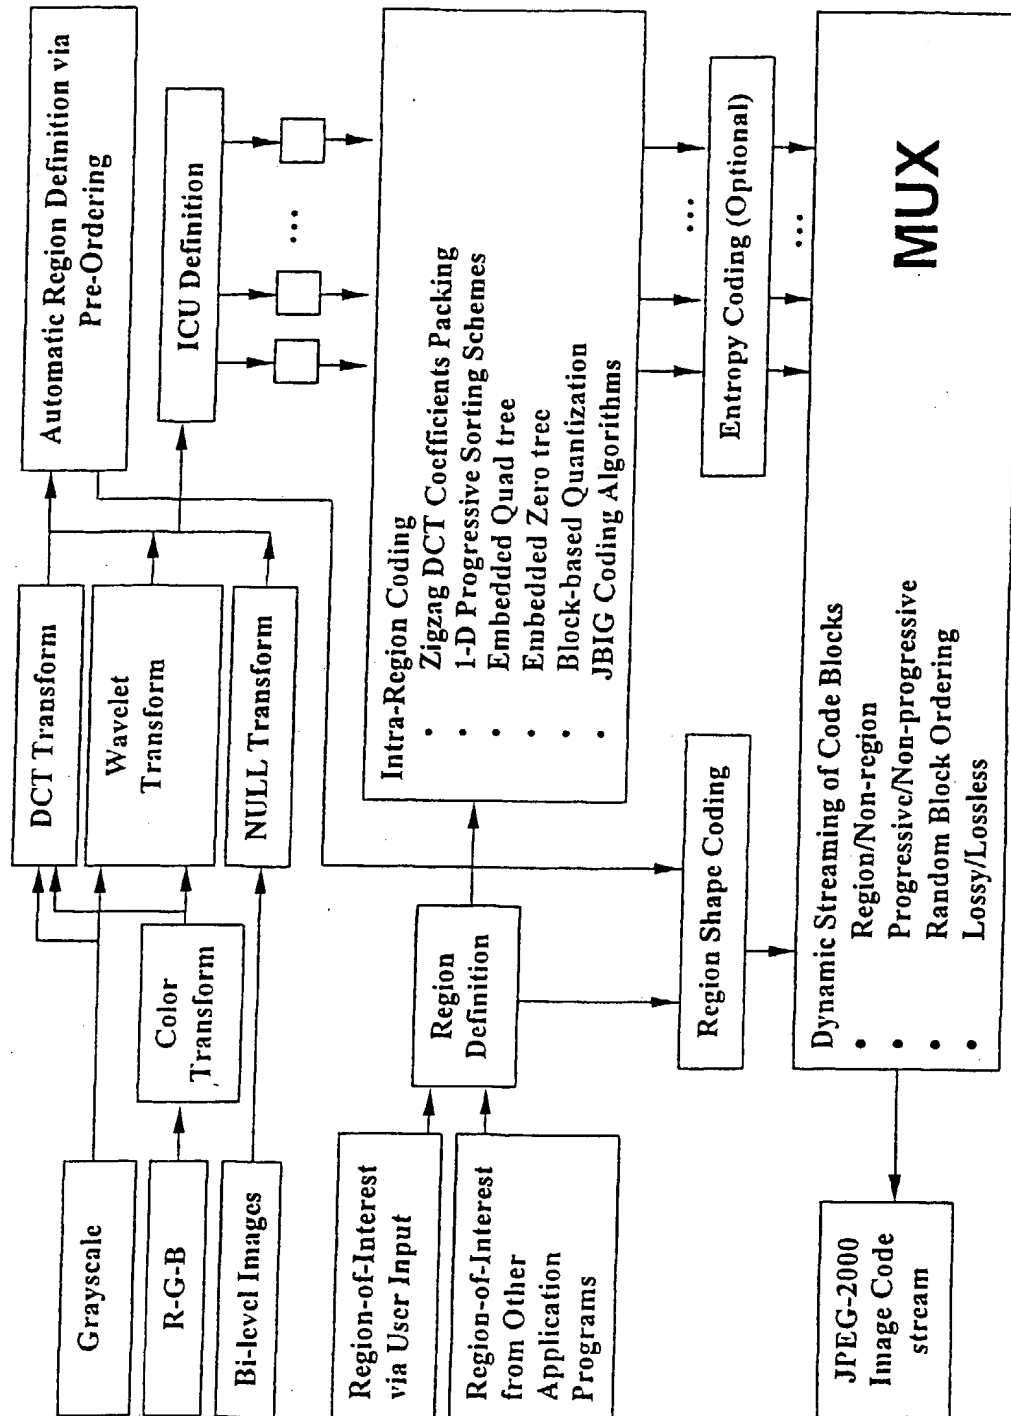 Grayscale
R-G-B
Bi-level Images
Color
Transform
DCT Transform
Wavelet
Transform
NULL Transform
Automatic Region Definition via
Pre-Ordering
ICU Definition
...
Region-of-Interest
via User Input
Region-of-Interest
from Other
Application
Programs
Region
Definition
Intra-Region Coding
• Zigzag DCT Coefficients Packing
• 1-D Progressive Sorting Schemes
• Embedded Quad tree
• Embedded Zero tree
• Block-based Quantization
• JBIG Coding Algorithms
...
Region Shape Coding
Entropy Coding (Optional)
...
Dynamic Streaming of Code Blocks
• Region/Non-region
• Progressive/Non-progressive
• Random Block Ordering
• Lossy/Lossless
MUX
JPEG-2000
Image Code
stream